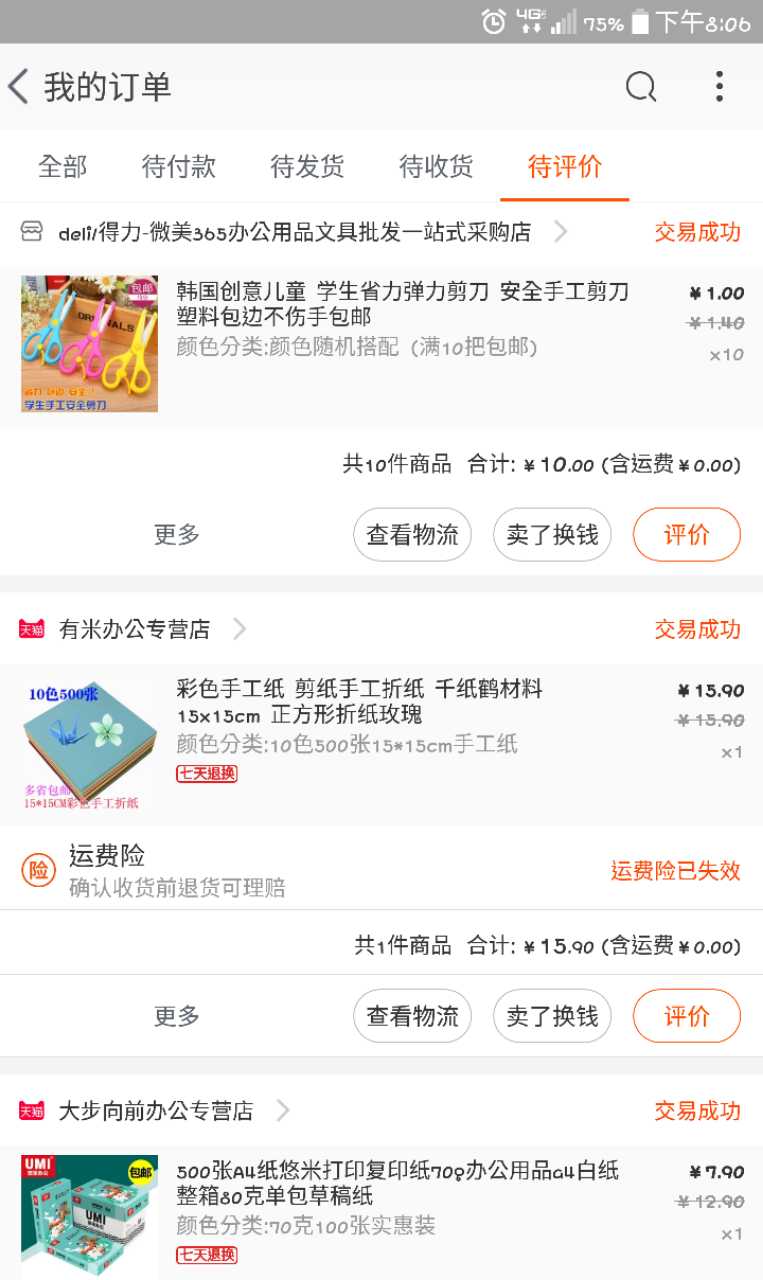 4G 75% 下午8:06
我的订单
全部 待付款 待发货 待收货 待评价
deli/得力-微美365办公用品文具批发一站式采购店 交易成功
包邮
韩国创意儿童 学生省力弹力剪刀 安全手工剪刀 ¥1.00
塑料包边不伤手包邮 ¥1.40
颜色分类:颜色随机搭配(满10把包邮) ×10
学生手工安全剪刀
共10件商品 合计:¥10.00 (含运费¥0.00)
更多 查看物流 卖了换钱 评价
天猫 有米办公专营店 交易成功
10色500张
彩色手工纸 剪纸手工折纸 千纸鹤材料 ¥15.90
15x15cm 正方形折纸玫瑰 ¥15.90
颜色分类:10色500张15*15cm手工纸 ×1
七天退换
多省包邮
15*15CM彩色手工折纸
险 运费险 运费险已失效
确认收货前退货可理赔
共1件商品 合计:¥15.90 (含运费¥0.00)
更多 查看物流 卖了换钱 评价
天猫 大步向前办公专营店 交易成功
UMI 包邮
500张A4纸悠米打印复印纸70g办公用品a4白纸 ¥7.90
整箱80克单包草稿纸 ¥12.90
颜色分类:70克100张实惠装 ×1
UMI
七天退换